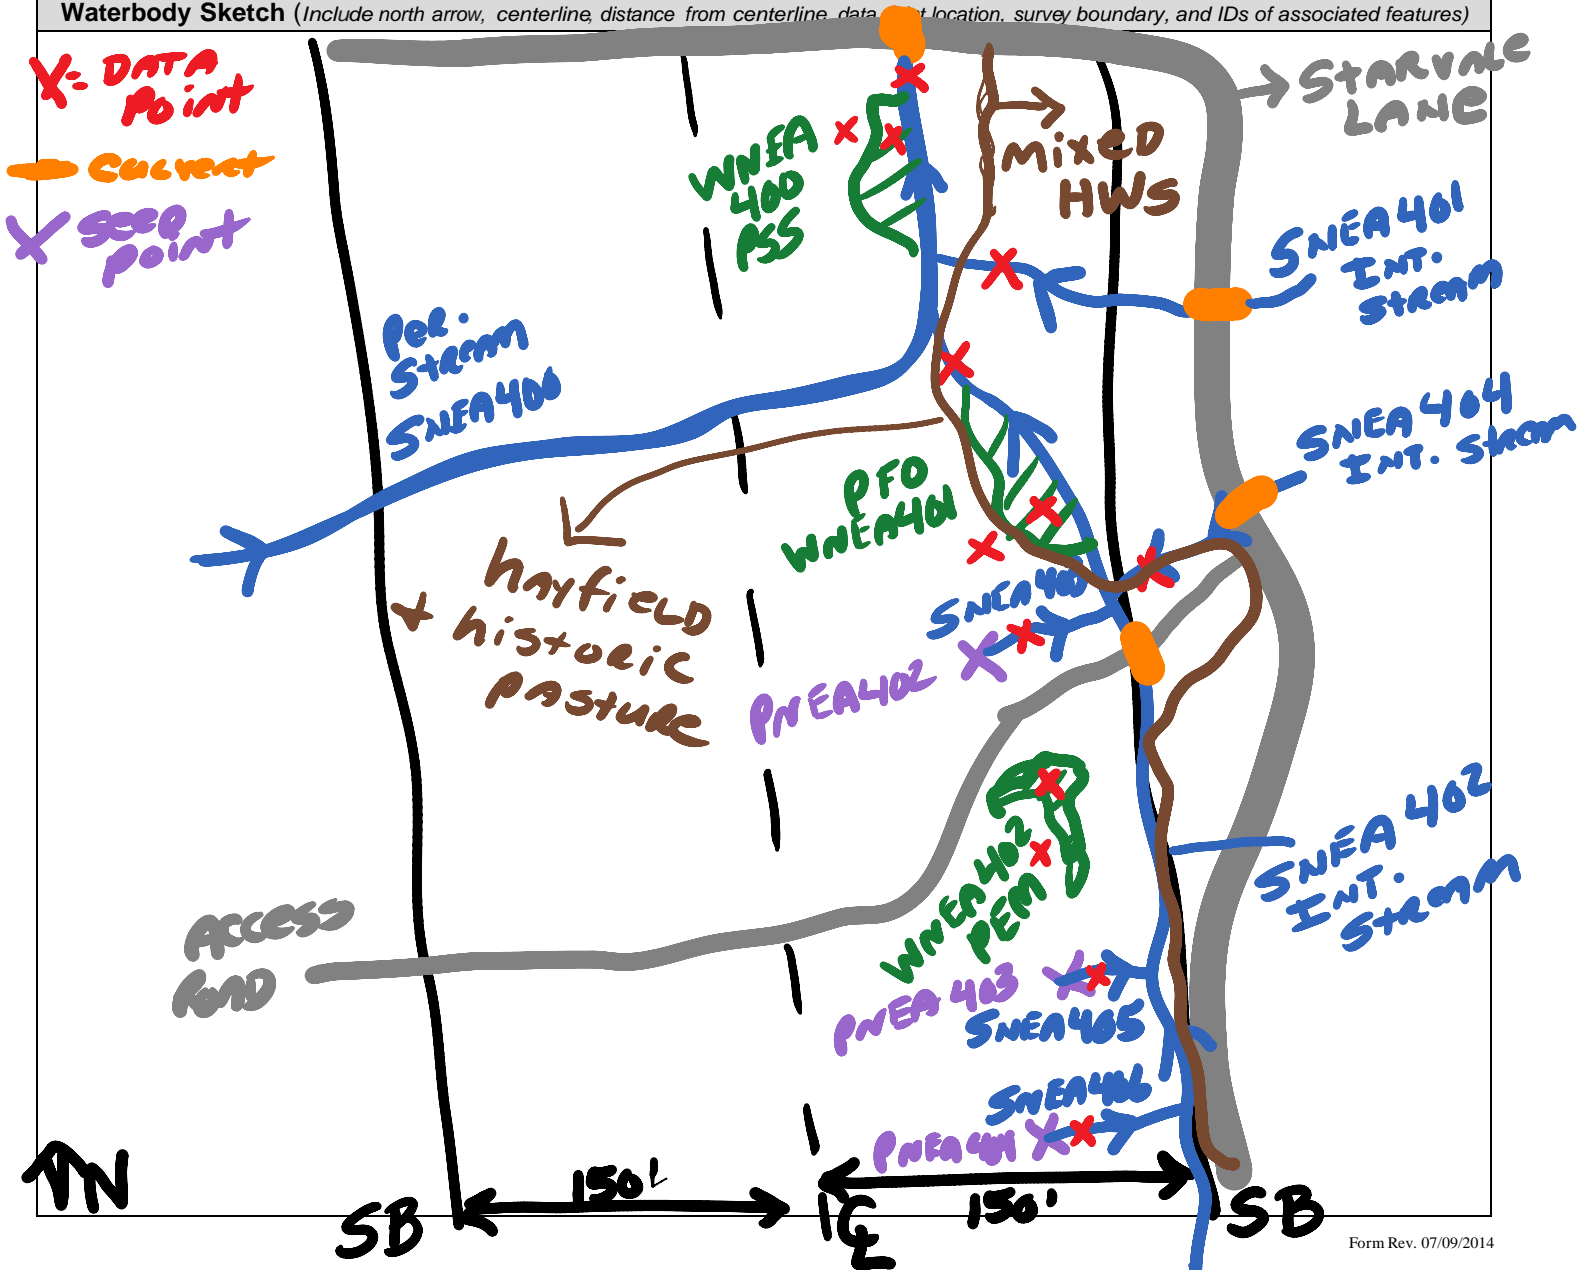 Waterbody Sketch (Include north arrow, centerline, distance from centerline, data point location, survey boundary, and IDs of associated features)
X = DATA
Point
Culvert
X Seep
point
WNEA
400
PSS
Mixed
HWS
STARVALE
LANE
SNEA401
INT.
Stream
Per.
Stream
SNEA400
SNEA404
INT. Stream
PFO
WNEA401
hayfield
+ historic
pasture
PNEA402
WNEA402
PEM
SNEA402
INT.
Stream
ACCESS
ROAD
PNEA403
SNEA405
SNEA406
N
SB
150'
CL
150'
SB
Form Rev. 07/09/2014